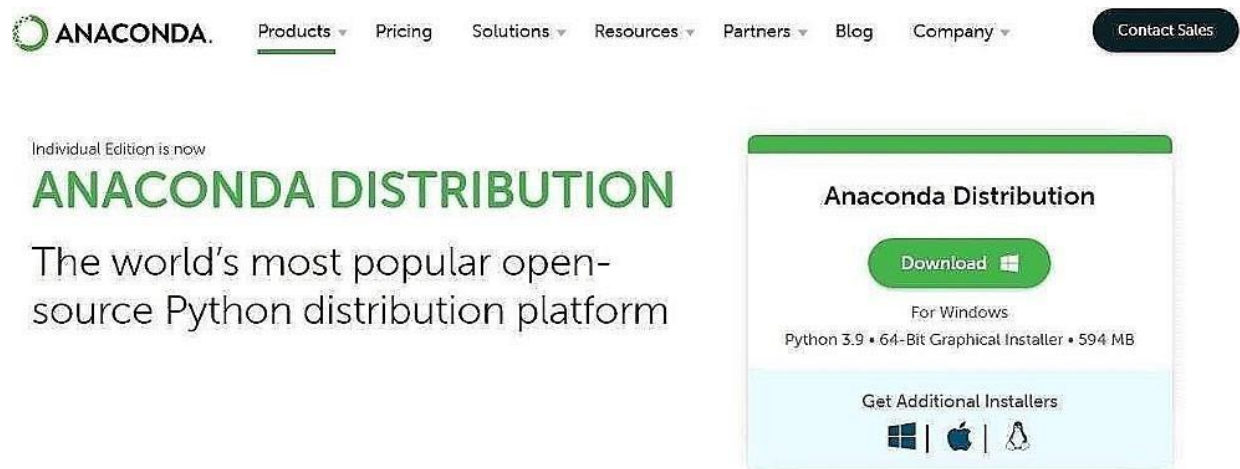 ANACONDA.
Products Pricing Solutions Resources Partners Blog Company Contact Sales
Individual Edition is now
ANACONDA DISTRIBUTION
The world's most popular open-
source Python distribution platform
Anaconda Distribution
Download
For Windows
Python 3.9 • 64-Bit Graphical Installer • 594 MB
Get Additional Installers